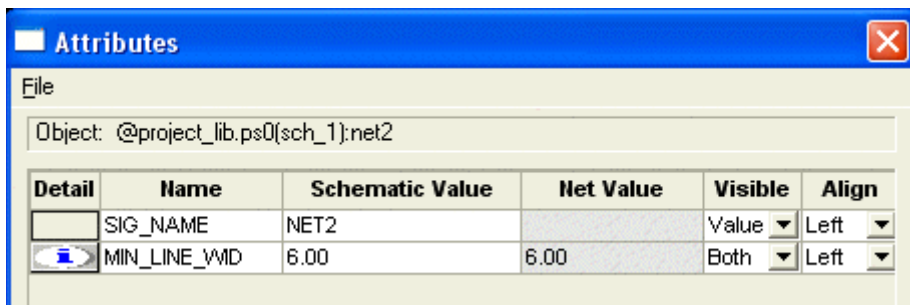 Attributes
File
Object: @project_lib.ps0(sch_1):net2
Detail Name Schematic Value Net Value Visible Align
SIG_NAME NET2 Value Left
i MIN_LINE_WID 6.00 6.00 Both Left